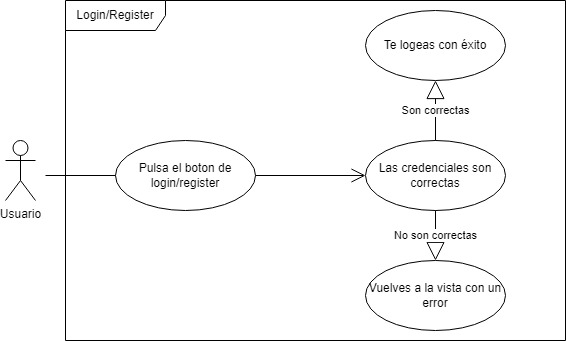 Login/Register
Te logeas con éxito
Son correctas
Pulsa el boton de
login/register
Las credenciales son
correctas
Usuario
No son correctas
Vuelves a la vista con un
error